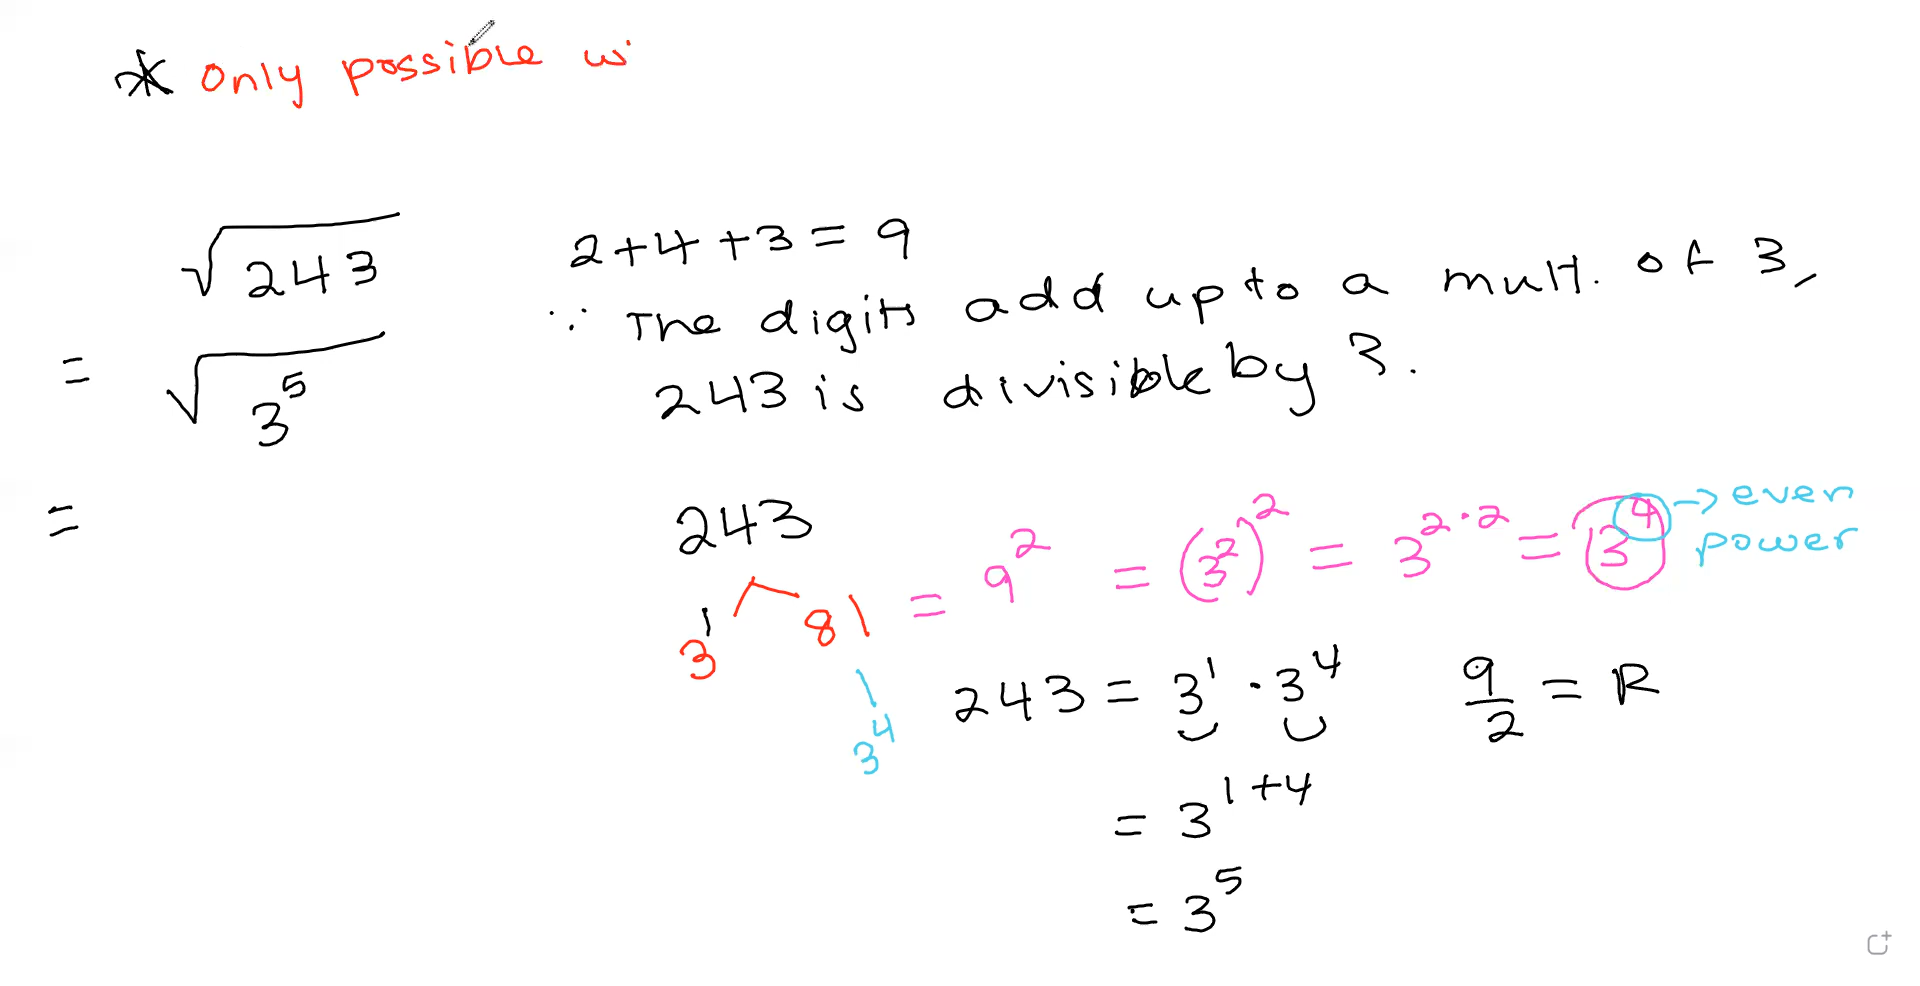 * Only possible w
√243
2+4+3=9
∵ The digits add up to a mult. of 3,
= √3⁵
243 is divisible by 3.
=
243
3¹ 81 = 9² = (3²)² = 3²·² = 3⁴ → even power
3⁴
243 = 3¹ · 3⁴
9/2 = R
= 3¹⁺⁴
= 3⁵